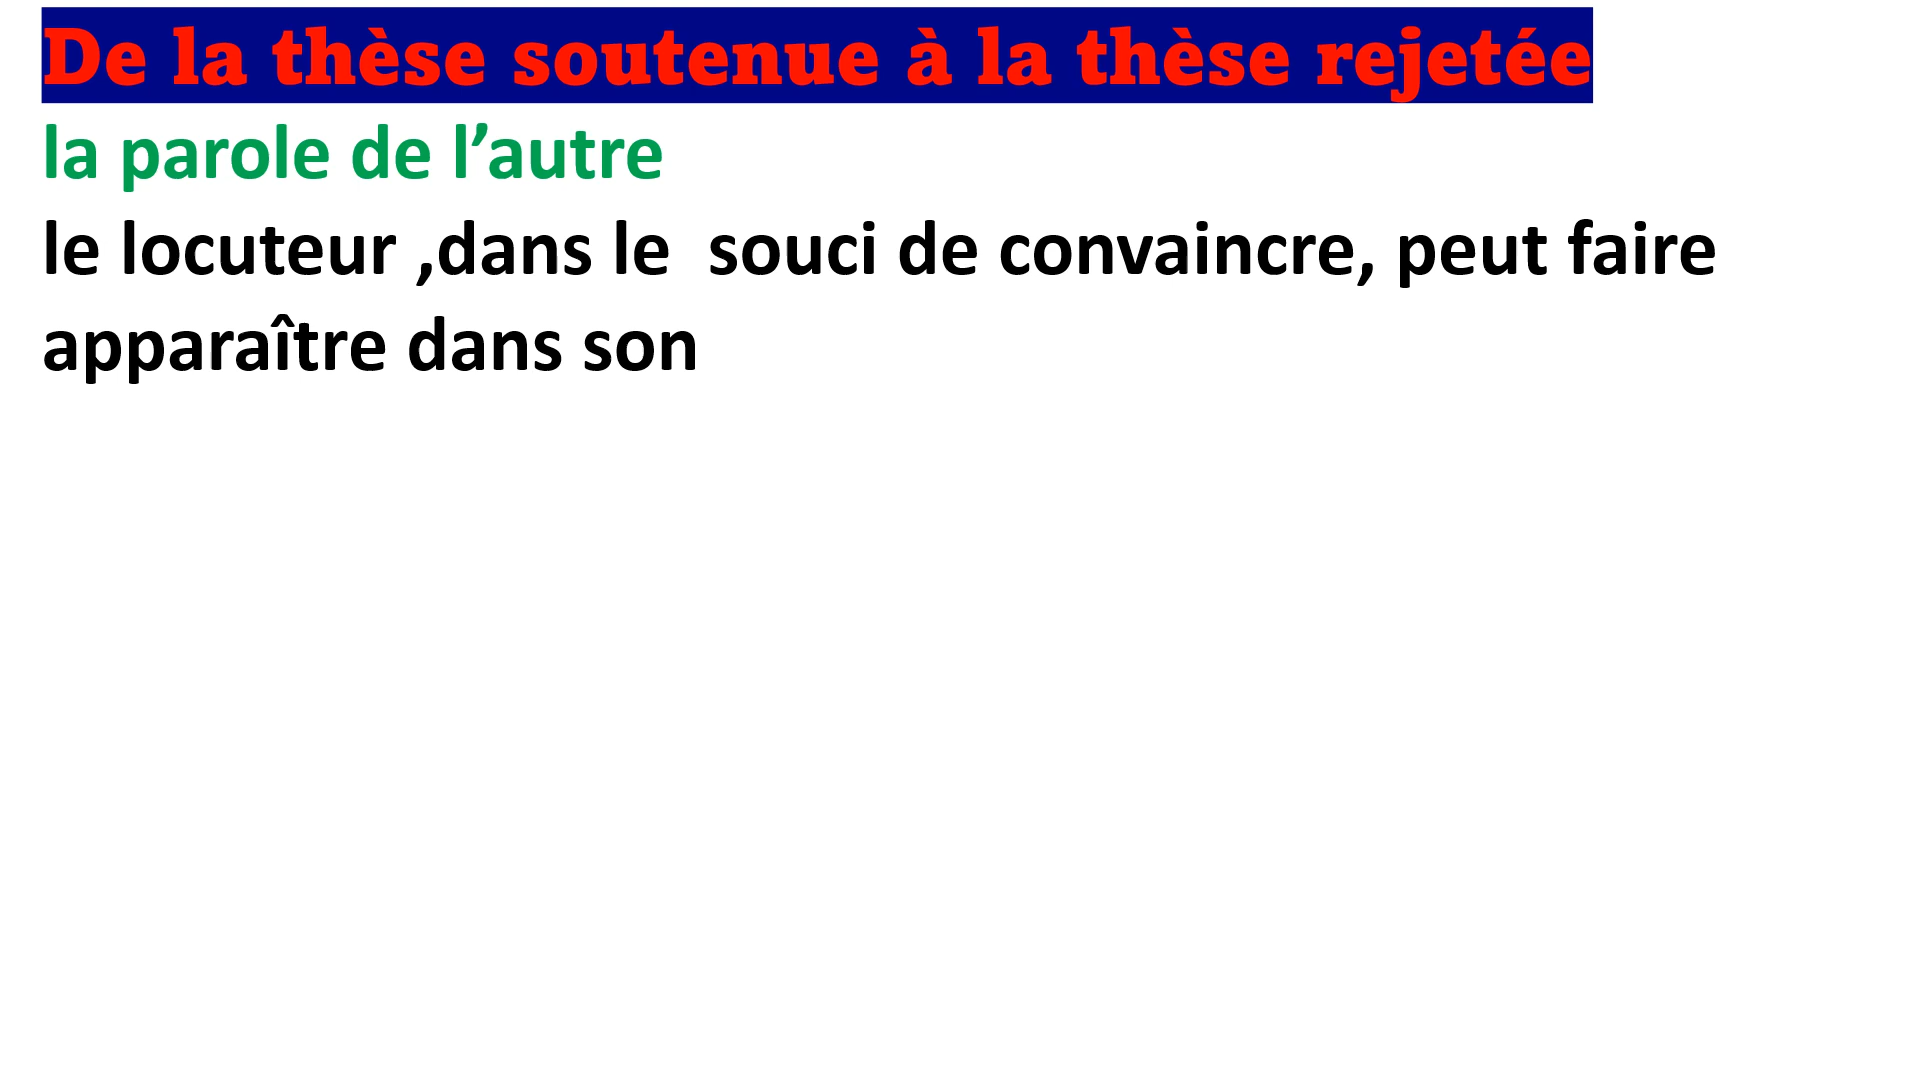 De la thèse soutenue à la thèse rejetée
la parole de l’autre
le locuteur ,dans le  souci de convaincre, peut faire
apparaître dans son